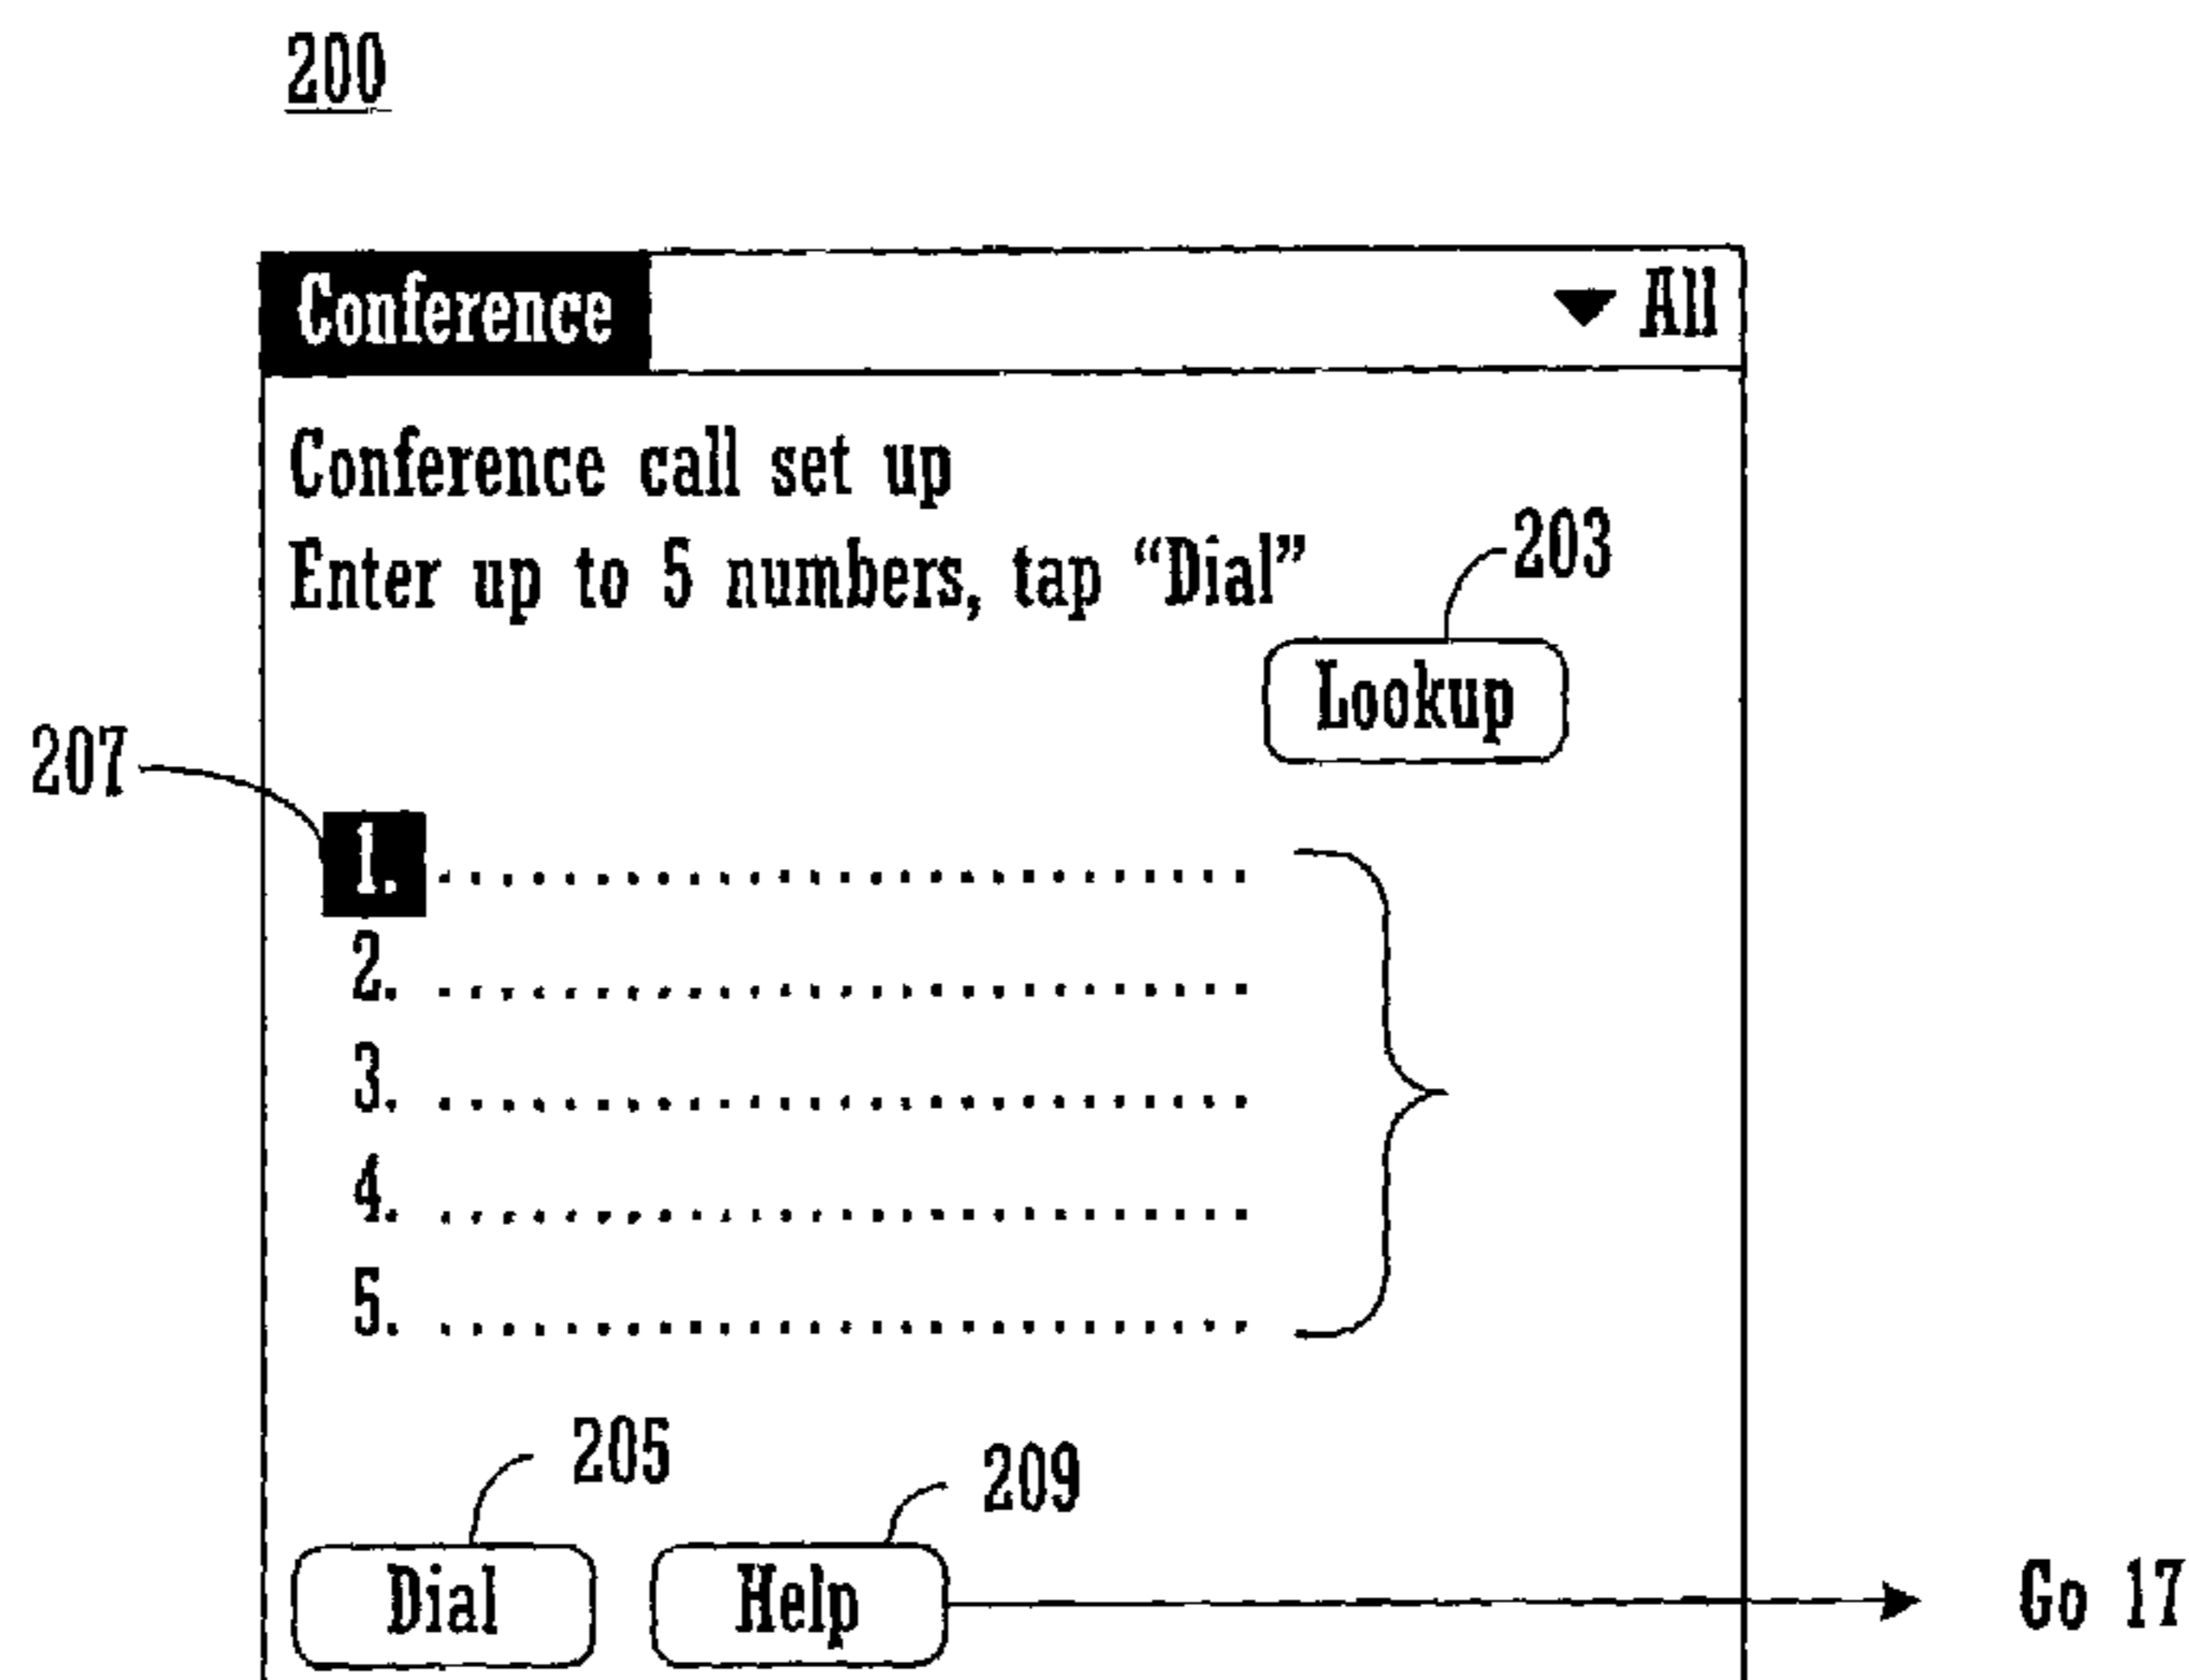 200
Conference ▼ All
Conference call set up
Enter up to 5 numbers, tap “Dial”
203
Lookup
207
1. . . . . . . . . . . . . . . . . . . . . . . . . . . .
2. . . . . . . . . . . . . . . . . . . . . . . . . . . .
3. . . . . . . . . . . . . . . . . . . . . . . . . . . .
4. . . . . . . . . . . . . . . . . . . . . . . . . . . .
5. . . . . . . . . . . . . . . . . . . . . . . . . . . .
205 209
Dial Help Go 17